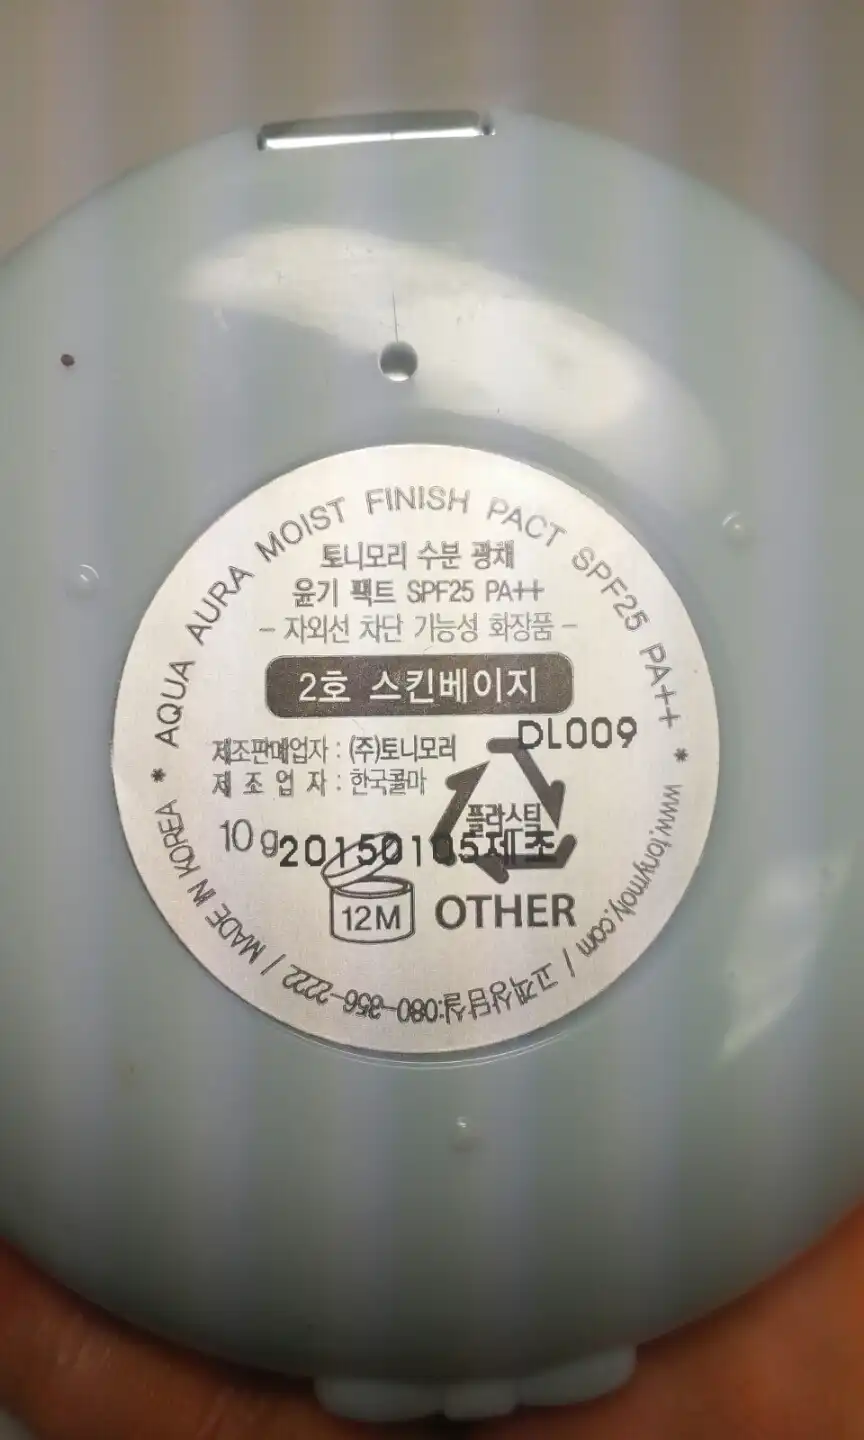 * AQUA AURA MOIST FINISH PACT SPF25 PA++ *
토니모리 수분 광채
윤기 팩트 SPF25 PA++
- 자외선 차단 기능성 화장품 -
2호 스킨베이지
DL009
제조판매업자 : (주)토니모리
제 조 업 자 : 한국콜마
플라스틱
10 g
20150105제조
12M
OTHER
www.tonymoly.com / 고객상담실:080-356-2222 / MADE IN KOREA